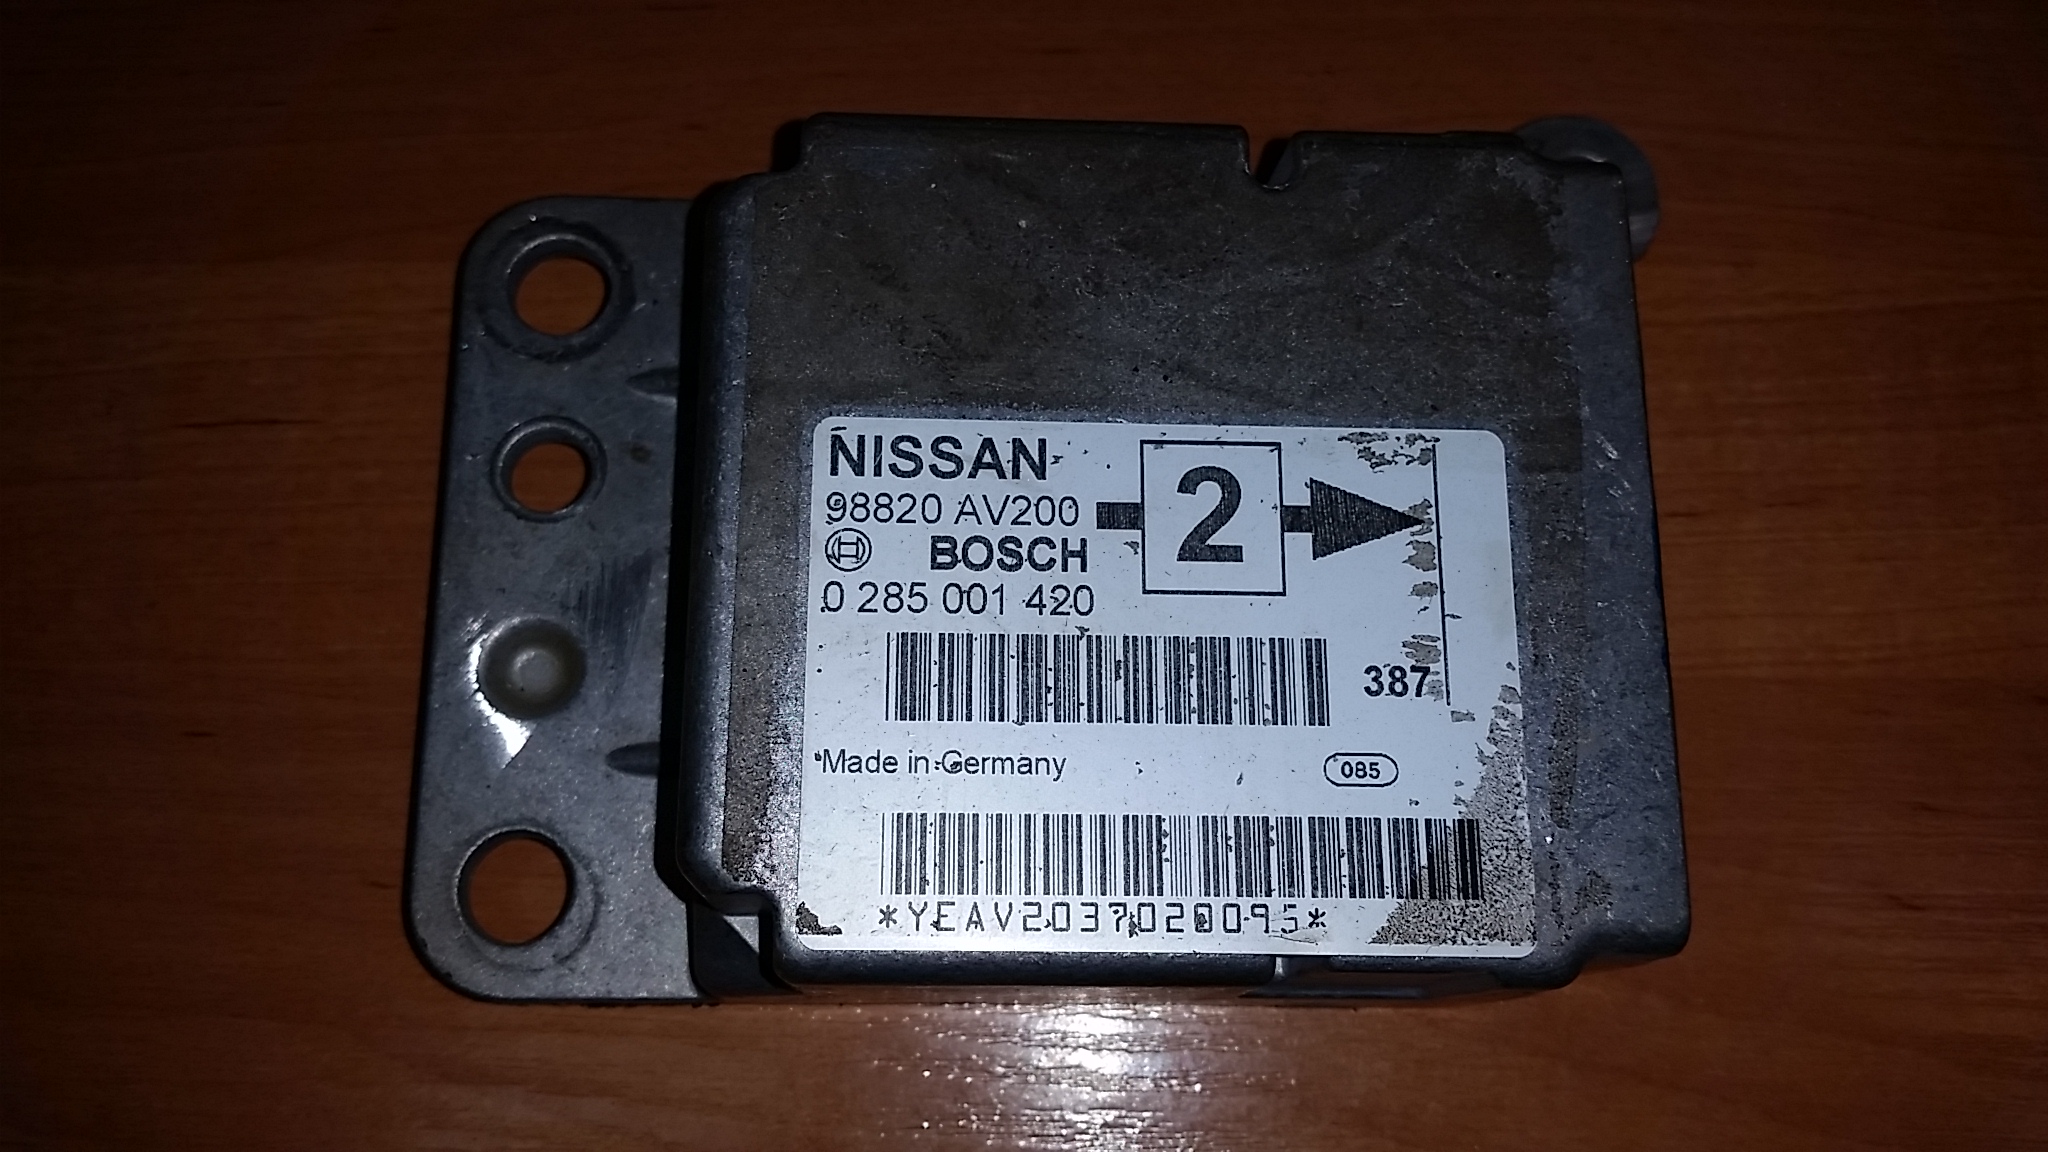 NISSAN
98820 AV200
2
BOSCH
0 285 001 420
387
Made in Germany
085
*YEAV2037020095*